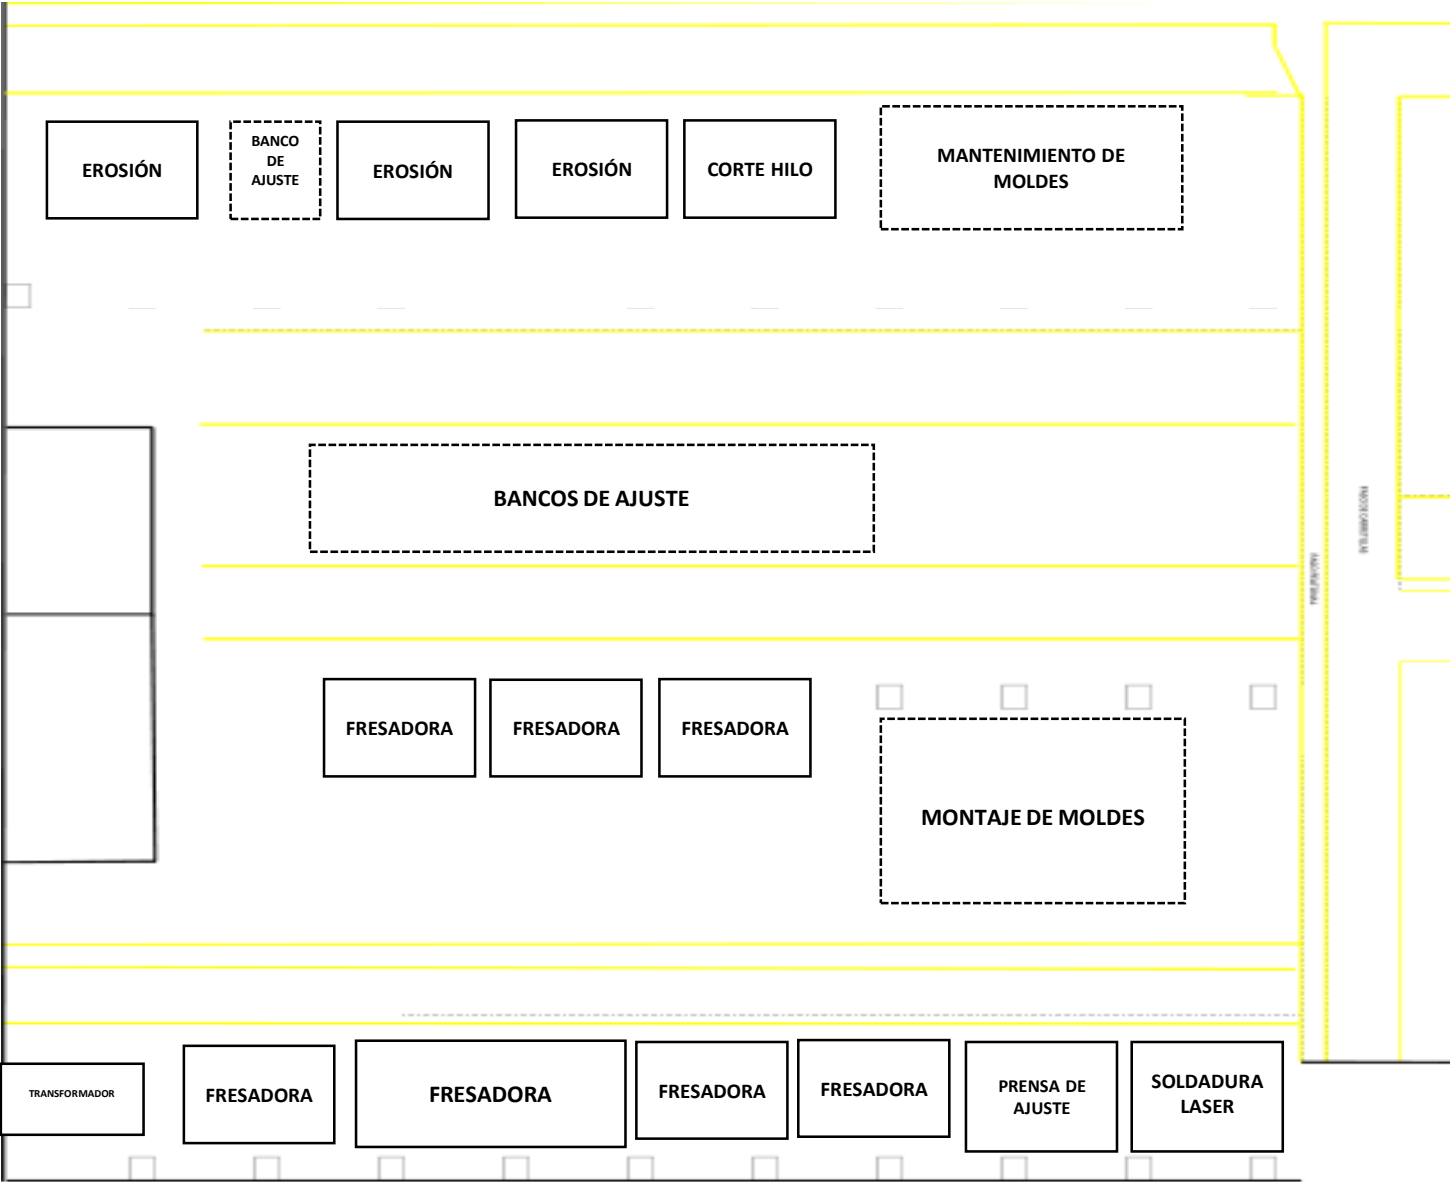 EROSIÓN
BANCO
DE
AJUSTE
EROSIÓN
EROSIÓN
CORTE HILO
MANTENIMIENTO DE
MOLDES
BANCOS DE AJUSTE
FRESADORA
FRESADORA
FRESADORA
MONTAJE DE MOLDES
TRANSFORMADOR
FRESADORA
FRESADORA
FRESADORA
FRESADORA
PRENSA DE
AJUSTE
SOLDADURA
LASER